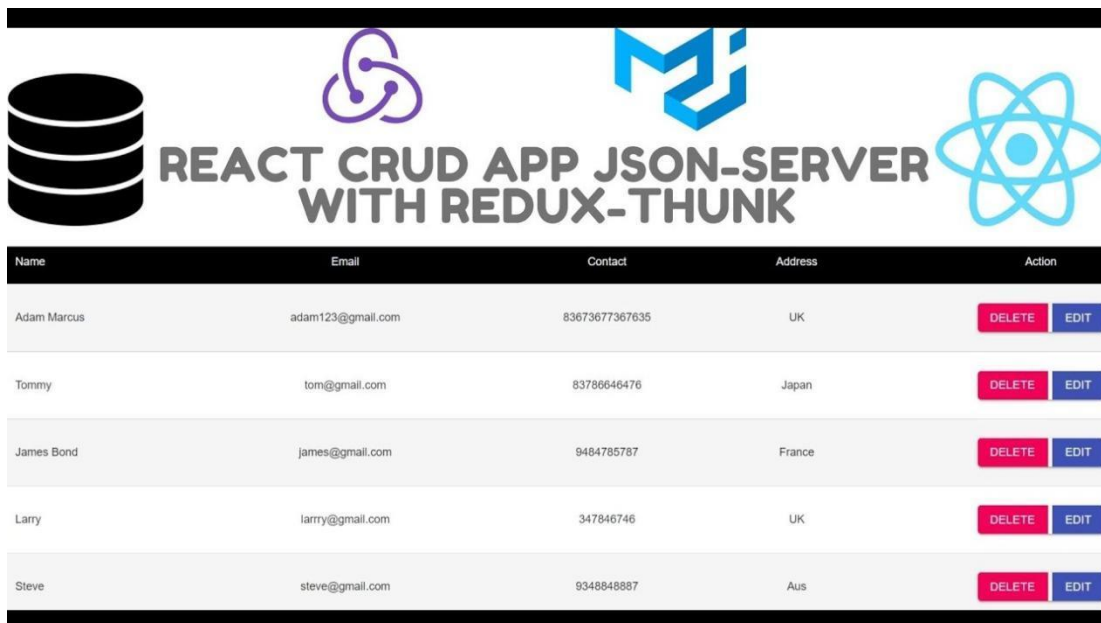 REACT CRUD APP JSON-SERVER
WITH REDUX-THUNK
Name Email Contact Address Action
Adam Marcus adam123@gmail.com 83673677367635 UK DELETE EDIT
Tommy tom@gmail.com 83786646476 Japan DELETE EDIT
James Bond james@gmail.com 9484785787 France DELETE EDIT
Larry larrry@gmail.com 347846746 UK DELETE EDIT
Steve steve@gmail.com 9348848887 Aus DELETE EDIT